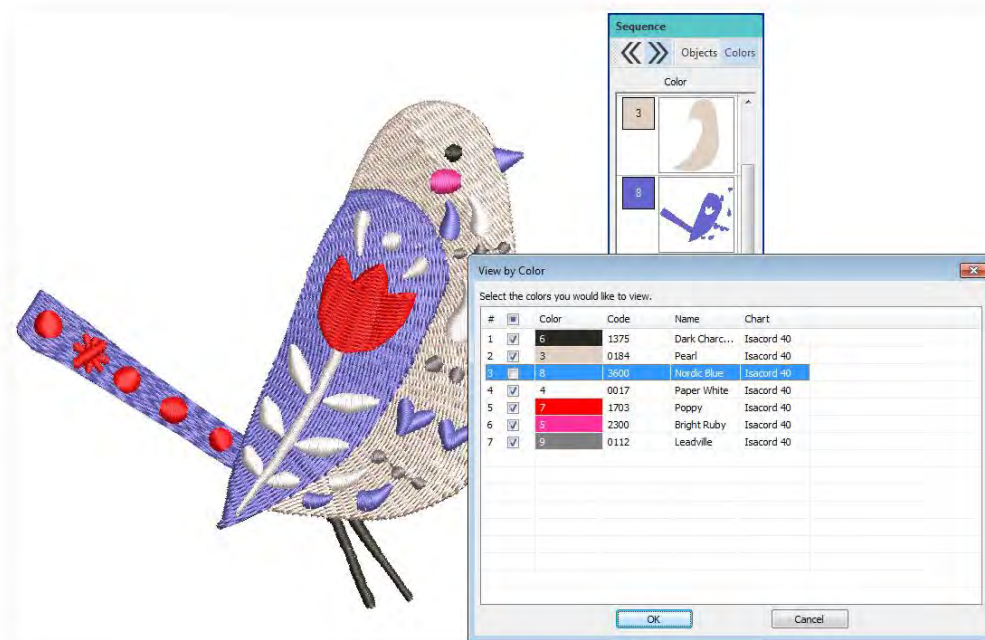 Sequence
Objects Colors
Color
3
8
View by Color
Select the colors you would like to view.
# Color Code Name Chart
1 6 1375 Dark Charc... Isacord 40
2 3 0184 Pearl Isacord 40
3 8 3600 Nordic Blue Isacord 40
4 4 0017 Paper White Isacord 40
5 7 1703 Poppy Isacord 40
6 5 2300 Bright Ruby Isacord 40
7 9 0112 Leadville Isacord 40
OK Cancel